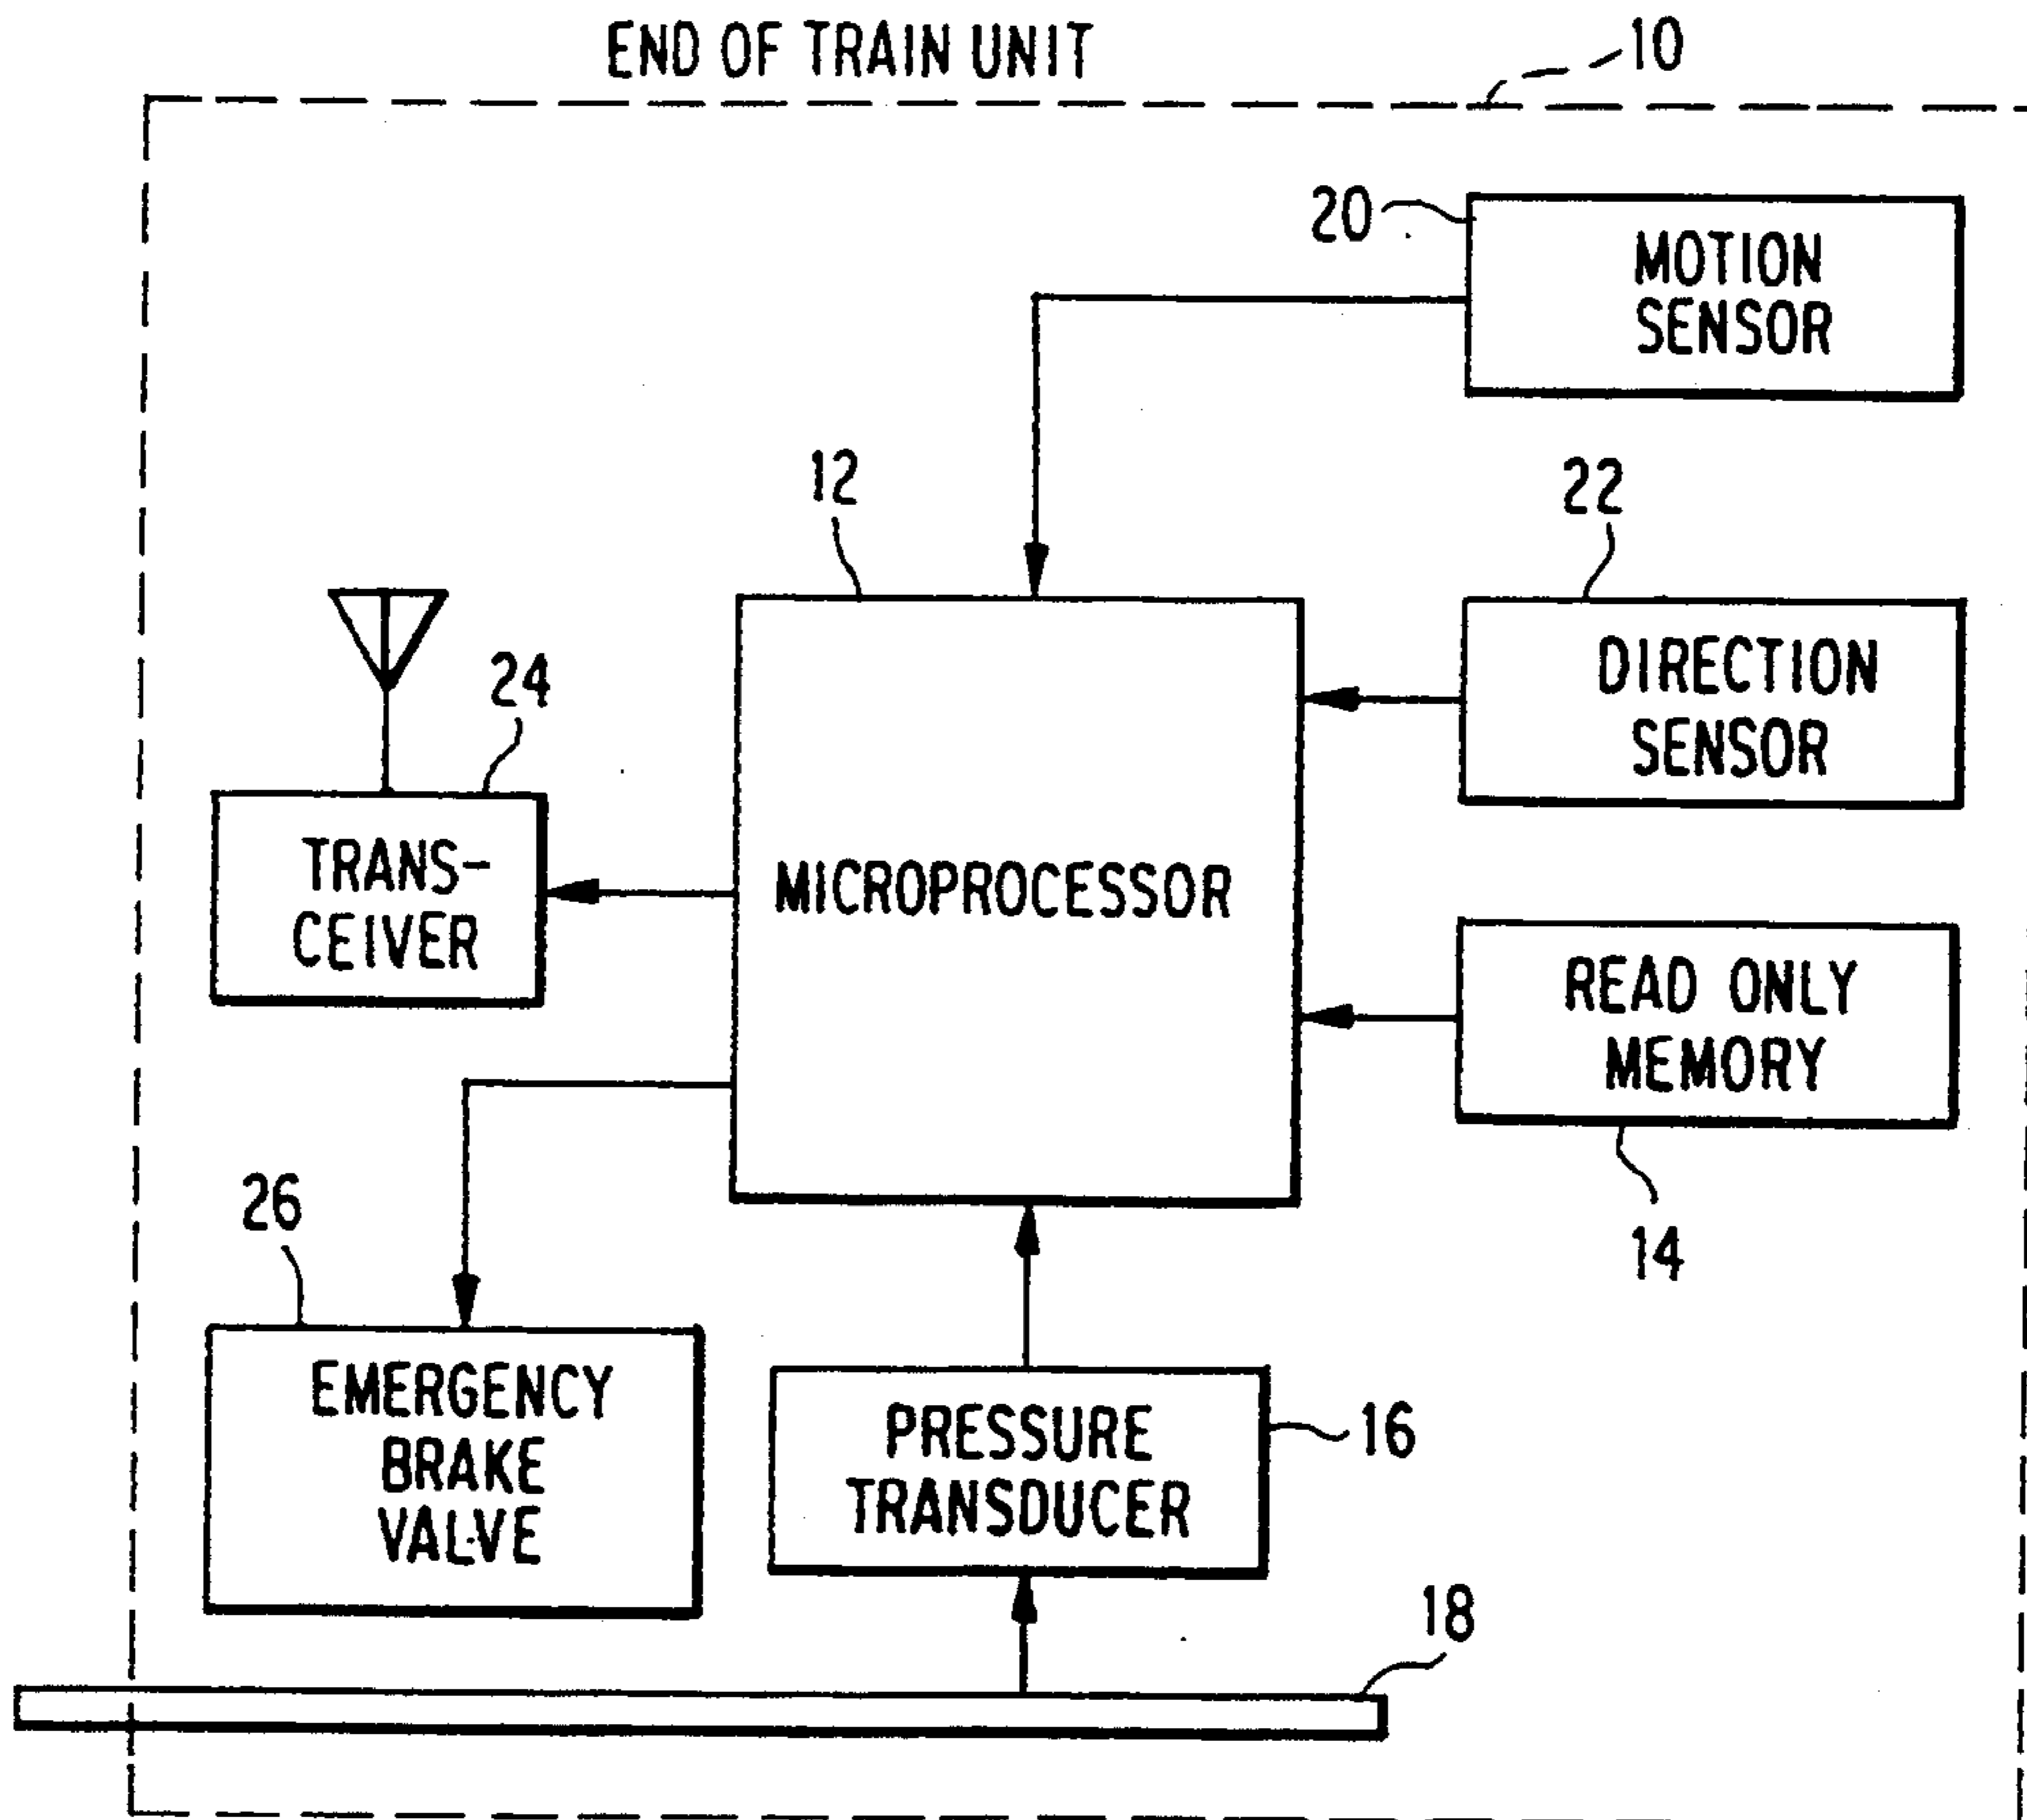 END OF TRAIN UNIT
10
20
MOTION
SENSOR
12
22
DIRECTION
SENSOR
24
TRANS-
CEIVER
MICROPROCESSOR
READ ONLY
MEMORY
14
26
EMERGENCY
BRAKE
VALVE
PRESSURE
TRANSDUCER
16
18